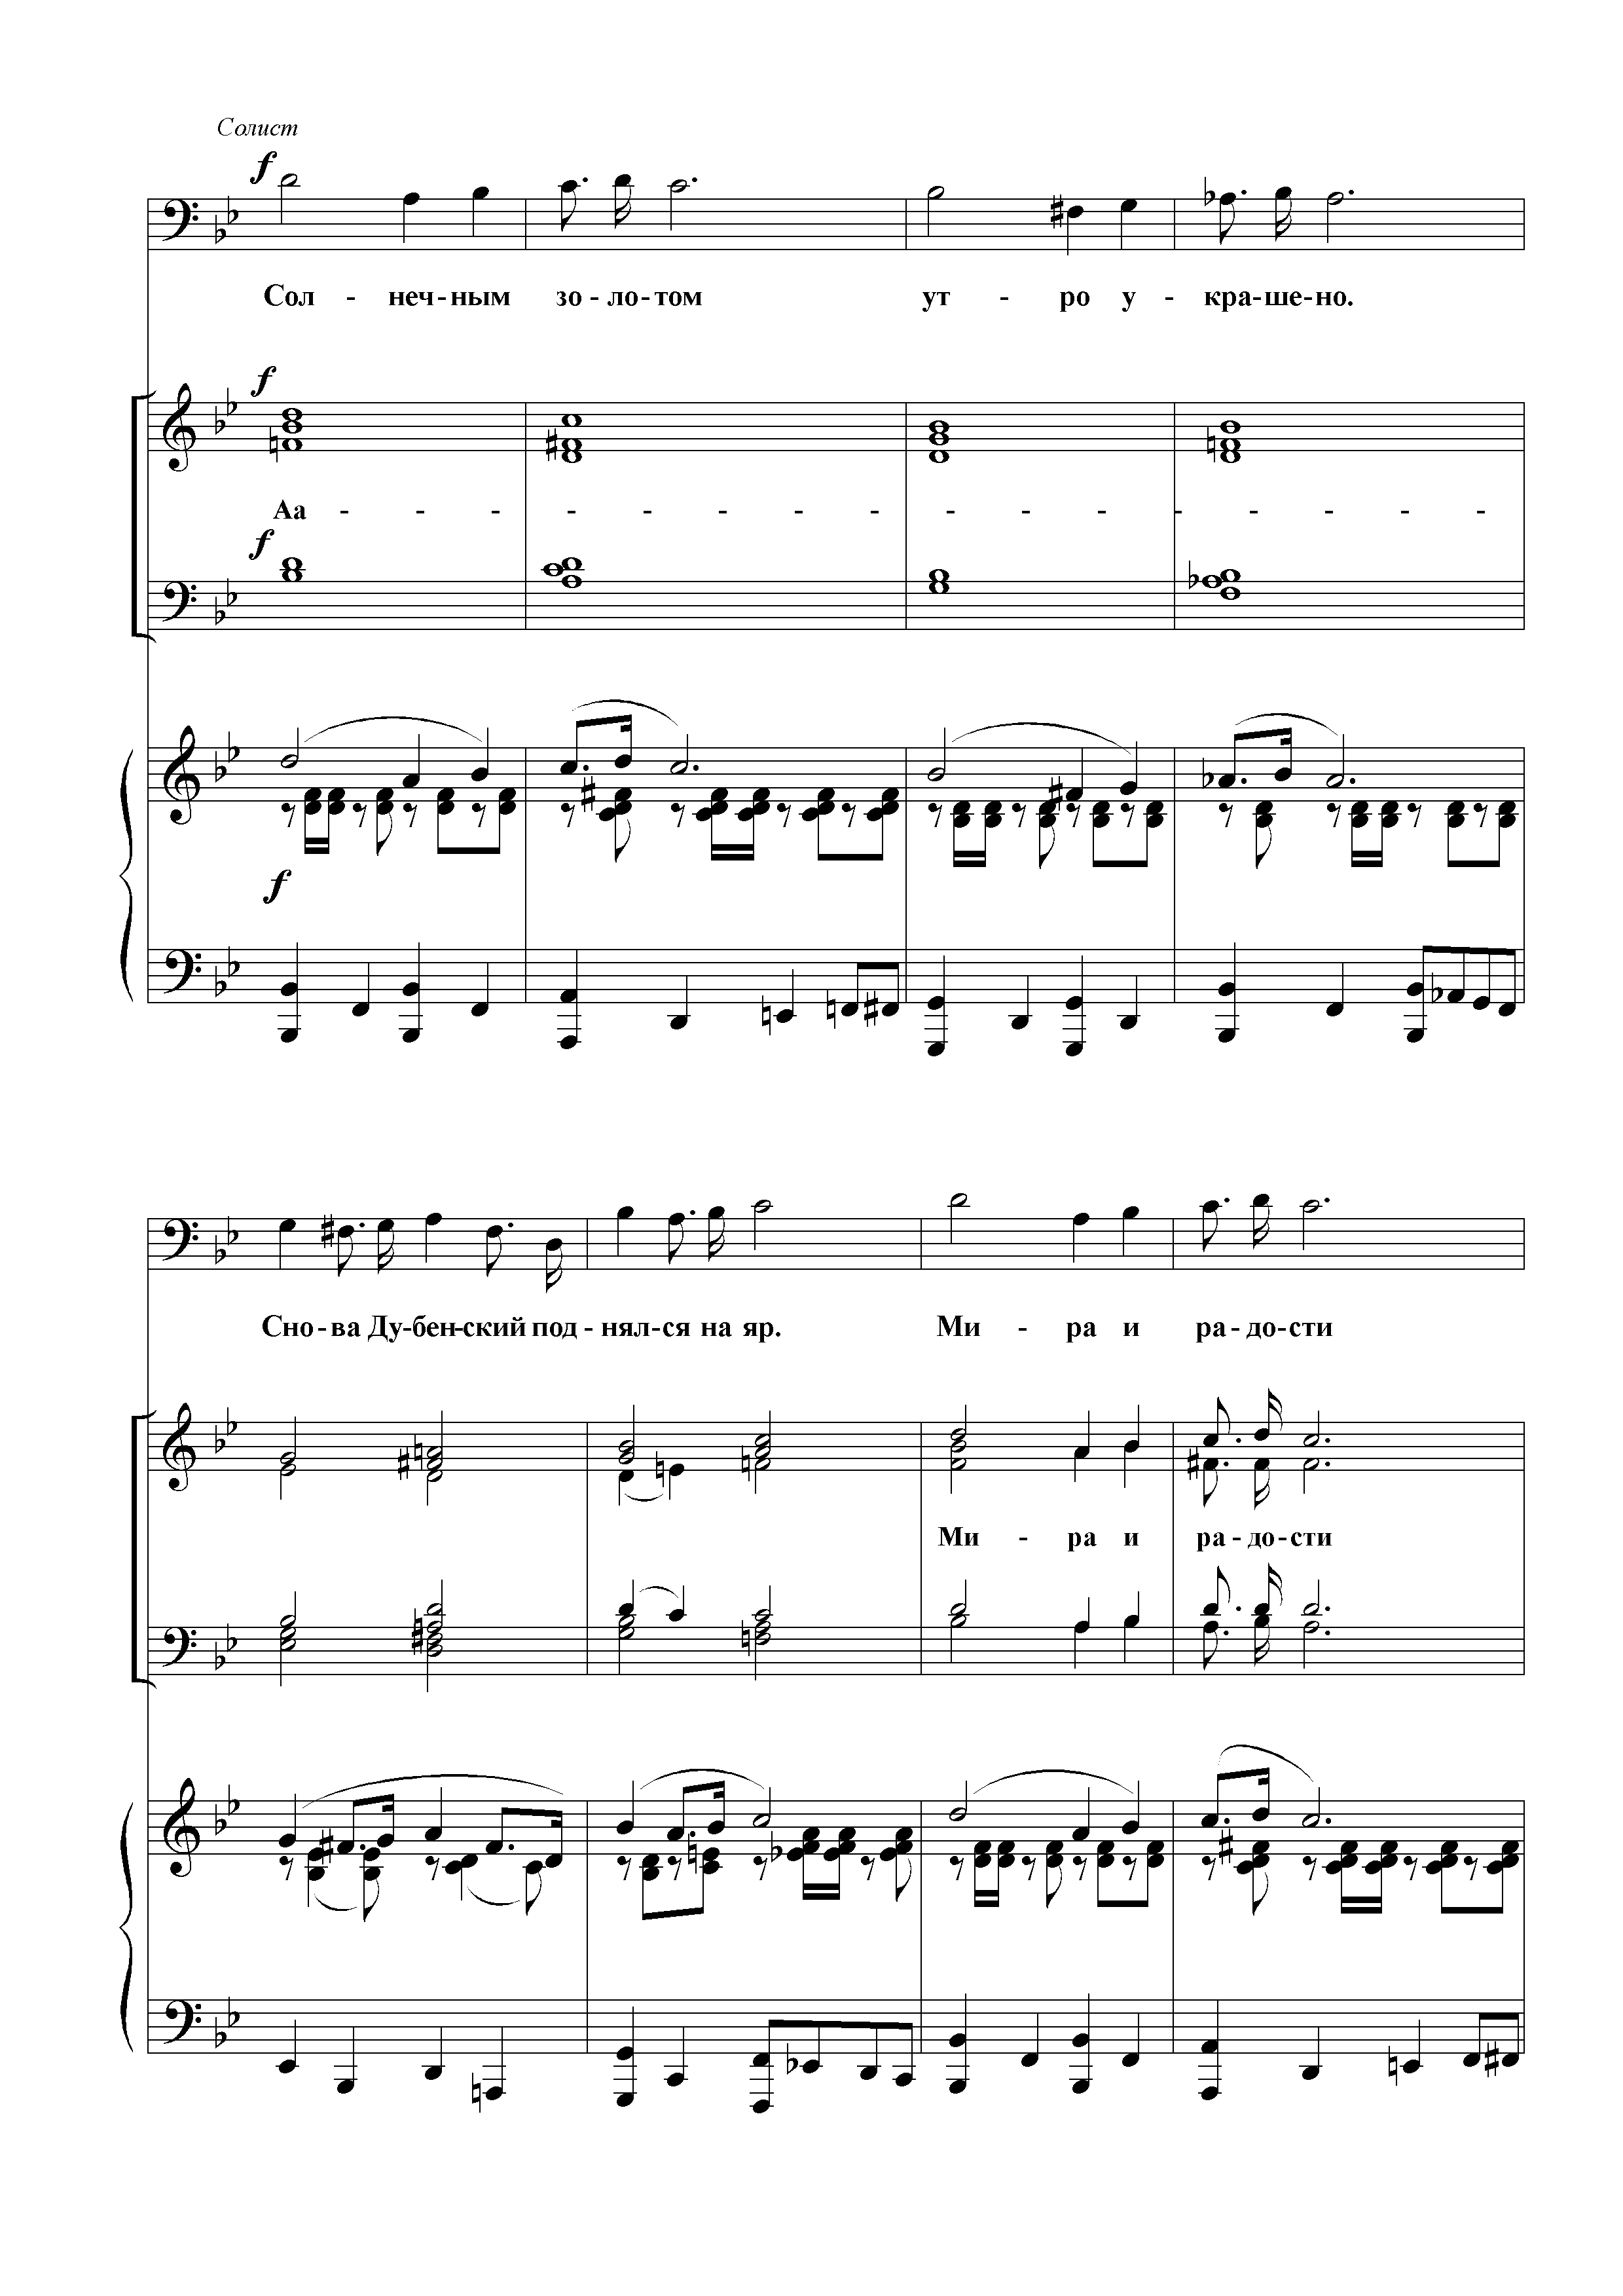 Солист
f
Сол - неч - ным зо - ло - том ут - ро у - кра - ше - но.
f
Аа - - - - - - - - - - - - - - - -
f
f
Сно - ва Ду - бен - ский под - нял - ся на яр. Ми - ра и ра - до - сти
Ми - ра и ра - до - сти